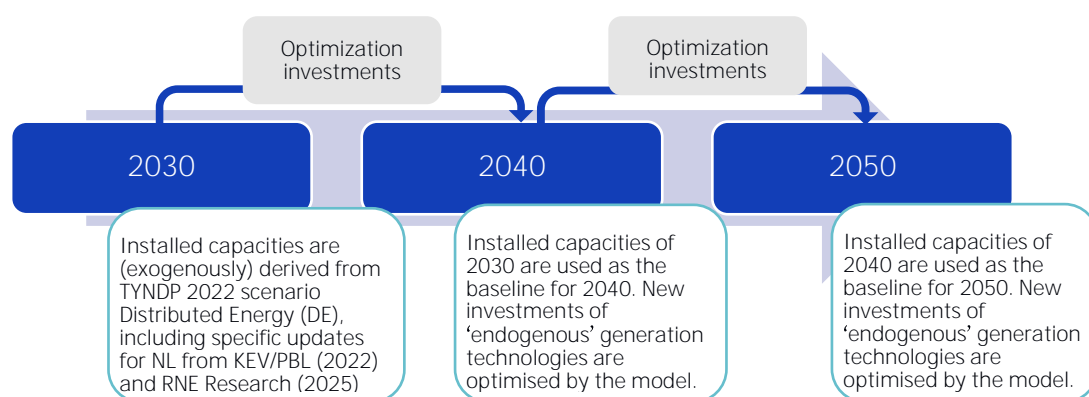 Optimization
investments
Optimization
investments
2030
2040
2050
Installed capacities are
(exogenously) derived from
TYNDP 2022 scenario
Distributed Energy (DE),
including specific updates
for NL from KEV/PBL (2022)
and RNE Research (2025)
Installed capacities of
2030 are used as the
baseline for 2040. New
investments of
‘endogenous’ generation
technologies are
optimised by the model.
Installed capacities of
2040 are used as the
baseline for 2050. New
investments of
‘endogenous’ generation
technologies are
optimised by the model.